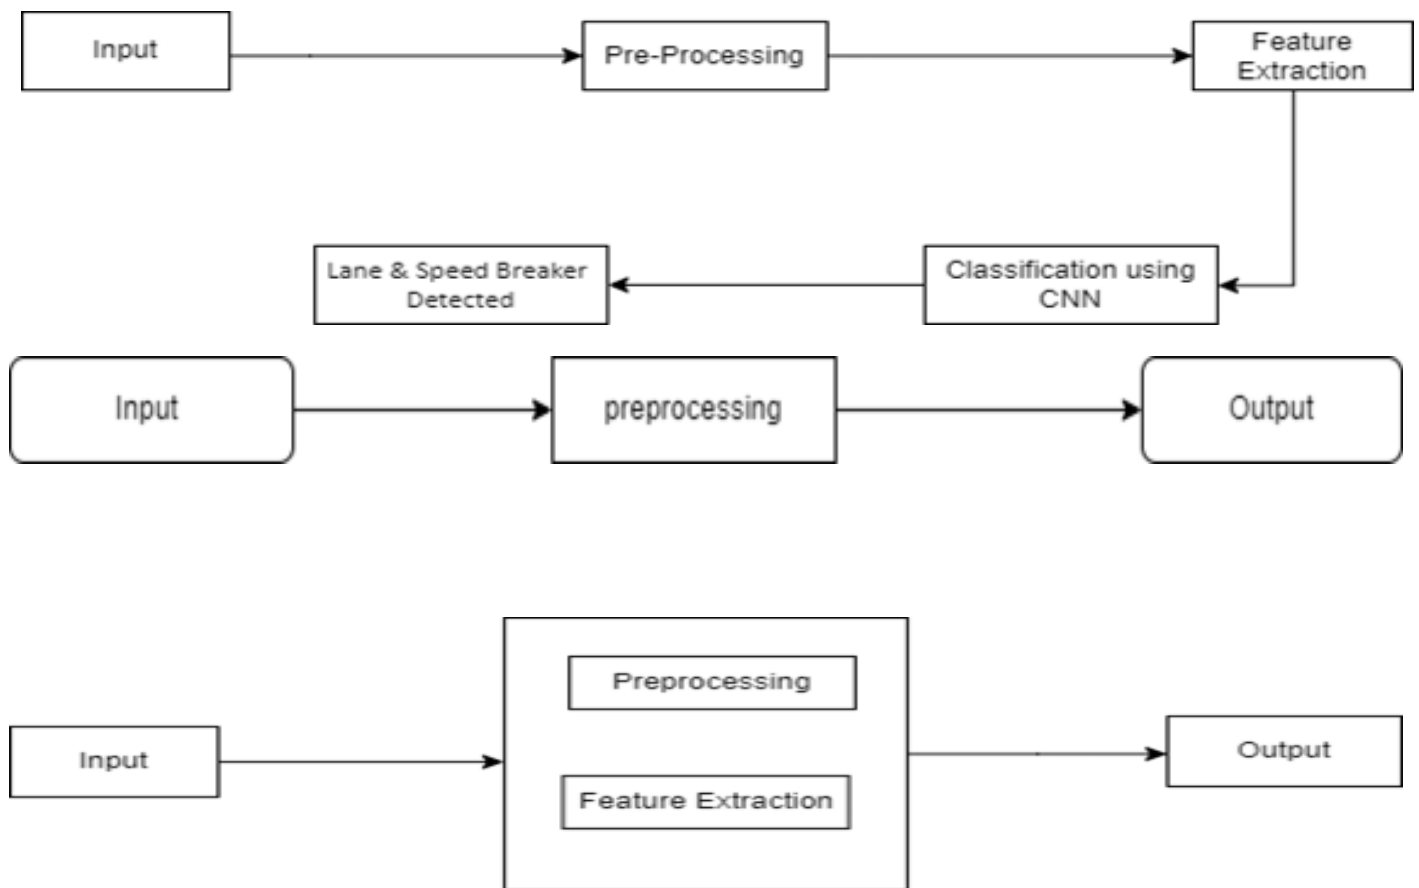 Input
Pre-Processing
Feature
Extraction
Lane & Speed Breaker
Detected
Classification using
CNN
Input
preprocessing
Output
Preprocessing
Input
Feature Extraction
Output